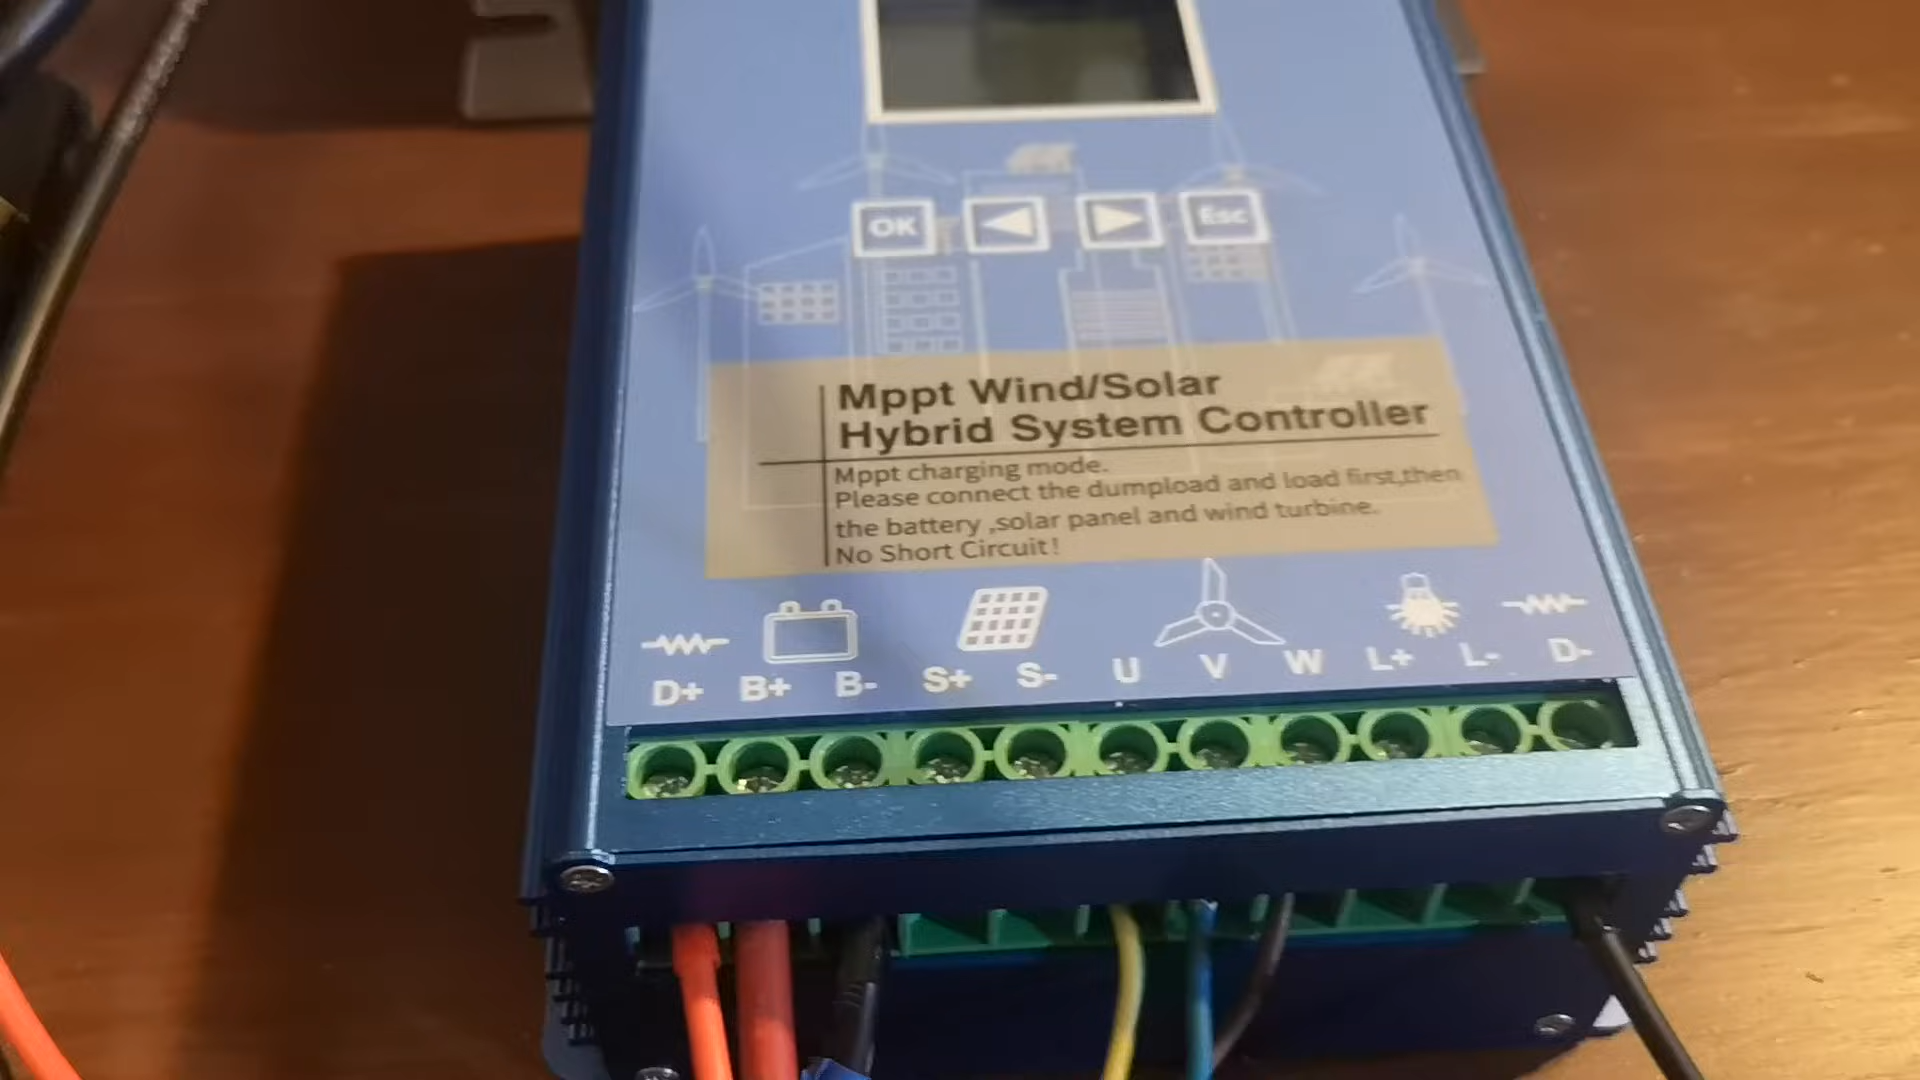 OK Esc
Mppt Wind/Solar
Hybrid System Controller
Mppt charging mode.
Please connect the dumpload and load first,then
the battery ,solar panel and wind turbine.
No Short Circuit!
D+ B+ B- S+ S- U V W L+ L- D-